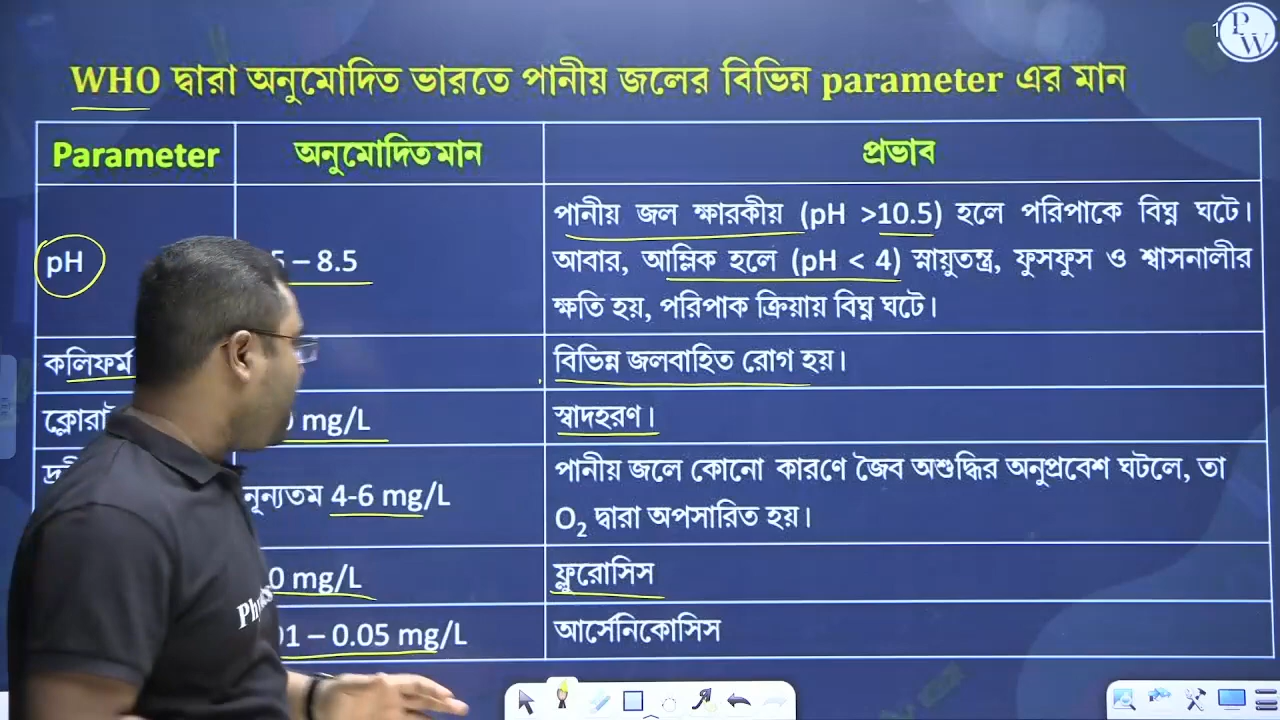 PW
WHO দ্বারা অনুমোদিত ভারতে পানীয় জলের বিভিন্ন parameter এর মান
Parameter অনুমোদিত মান প্রভাব
pH – 8.5 পানীয় জল ক্ষারকীয় (pH >10.5) হলে পরিপাকে বিঘ্ন ঘটে।
আবার, আম্লিক হলে (pH < 4) স্নায়ুতন্ত্র, ফুসফুস ও শ্বাসনালীর
ক্ষতি হয়, পরিপাক ক্রিয়ায় বিঘ্ন ঘটে।
কলিফর্ম বিভিন্ন জলবাহিত রোগ হয়।
mg/L স্বাদহরণ।
নূন্যতম 4-6 mg/L পানীয় জলে কোনো কারণে জৈব অশুদ্ধির অনুপ্রবেশ ঘটলে, তা
O₂ দ্বারা অপসারিত হয়।
mg/L ফ্লুরোসিস
– 0.05 mg/L আর্সেনিকোসিস